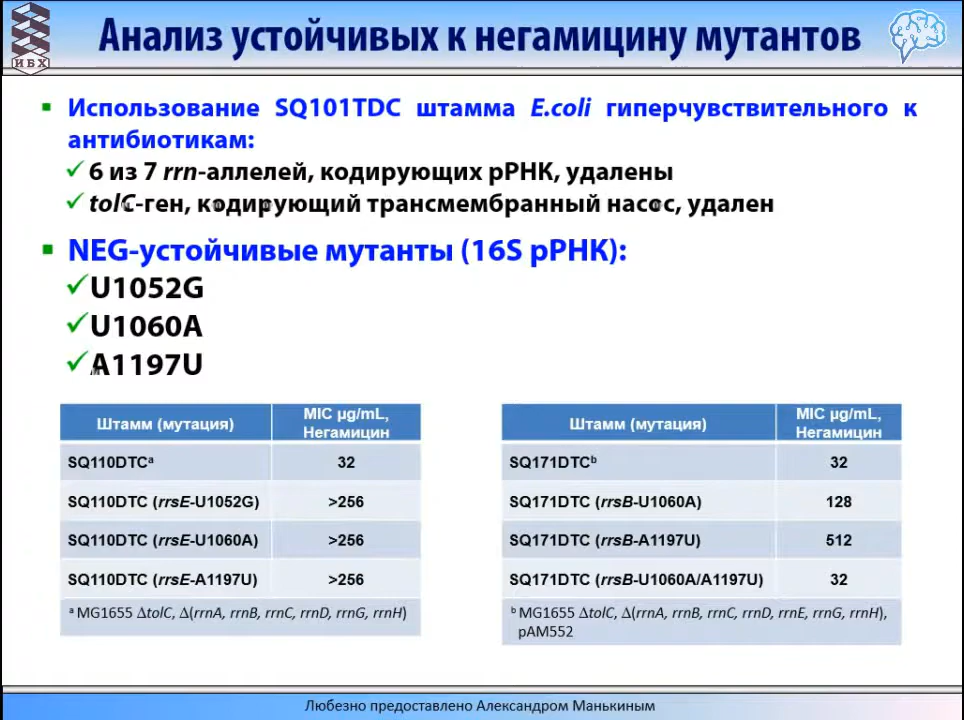 ИБХ
Анализ устойчивых к негамицину мутантов
▪ Использование SQ101TDC штамма E.coli гиперчувствительного к
антибиотикам:
✓ 6 из 7 rrn-аллелей, кодирующих рРНК, удалены
✓ tolC-ген, кодирующий трансмембранный насос, удален
▪ NEG-устойчивые мутанты (16S рРНК):
✓ U1052G
✓ U1060A
✓ A1197U
Штамм (мутация) MIC µg/mL, Негамицин
SQ110DTCᵃ 32
SQ110DTC (rrsE-U1052G) >256
SQ110DTC (rrsE-U1060A) >256
SQ110DTC (rrsE-A1197U) >256
ᵃ MG1655 ΔtolC, Δ(rrnA, rrnB, rrnC, rrnD, rrnG, rrnH)
Штамм (мутация) MIC µg/mL, Негамицин
SQ171DTCᵇ 32
SQ171DTC (rrsB-U1060A) 128
SQ171DTC (rrsB-A1197U) 512
SQ171DTC (rrsB-U1060A/A1197U) 32
ᵇ MG1655 ΔtolC, Δ(rrnA, rrnB, rrnC, rrnD, rrnE, rrnG, rrnH),
pAM552
Любезно предоставлено Александром Манькиным